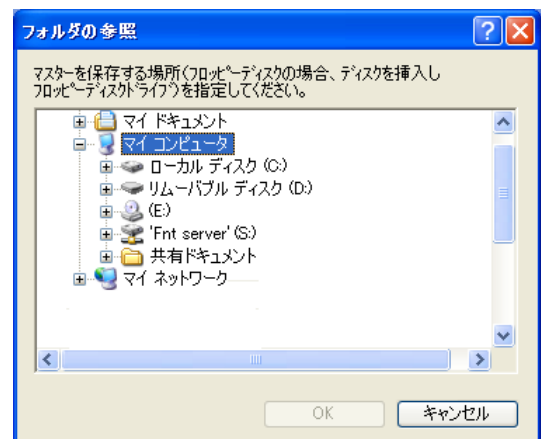 フォルダの参照
マスターを保存する場所(フロッピーディスクの場合、ディスクを挿入し
フロッピーディスクドライブ)を指定してください。
マイ ドキュメント
マイ コンピュータ
ローカル ディスク (C:)
リムーバブル ディスク (D:)
(E:)
'Fnt server' (S:)
共有ドキュメント
マイ ネットワーク
OK
キャンセル